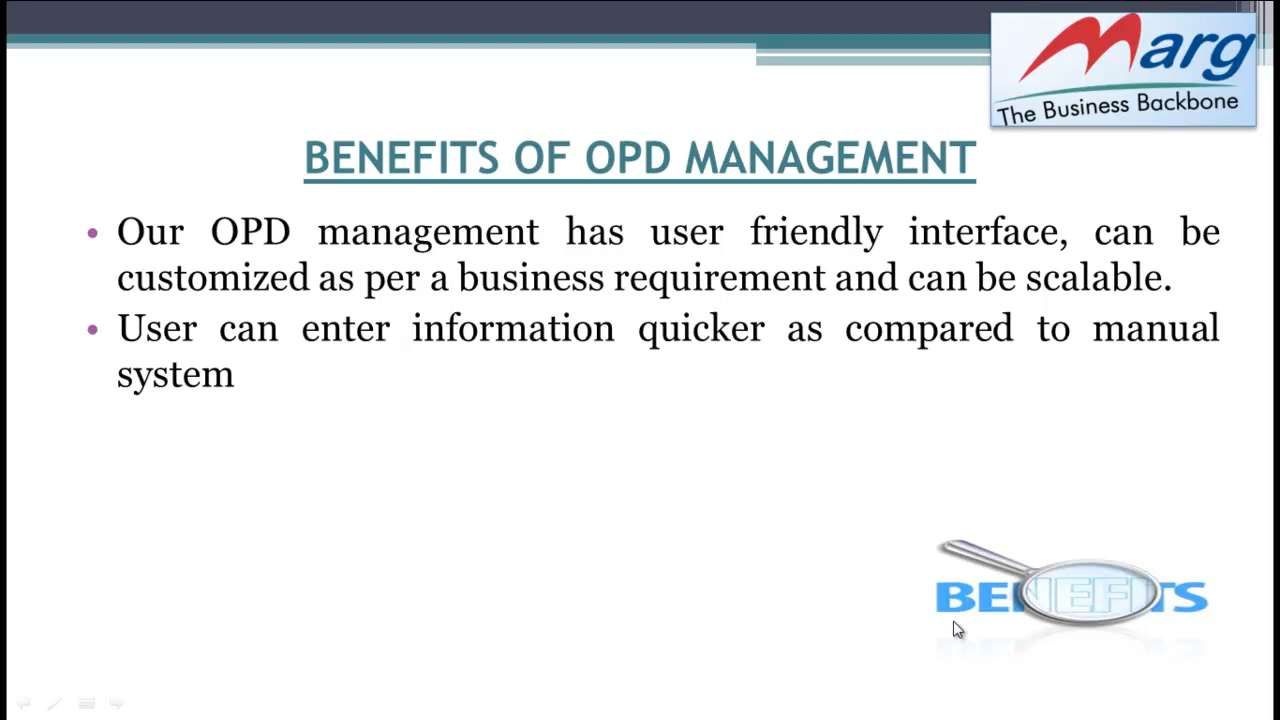 Marg
The Business Backbone
BENEFITS OF OPD MANAGEMENT
• Our OPD management has user friendly interface, can be
customized as per a business requirement and can be scalable.
• User can enter information quicker as compared to manual
system
BENEFITS